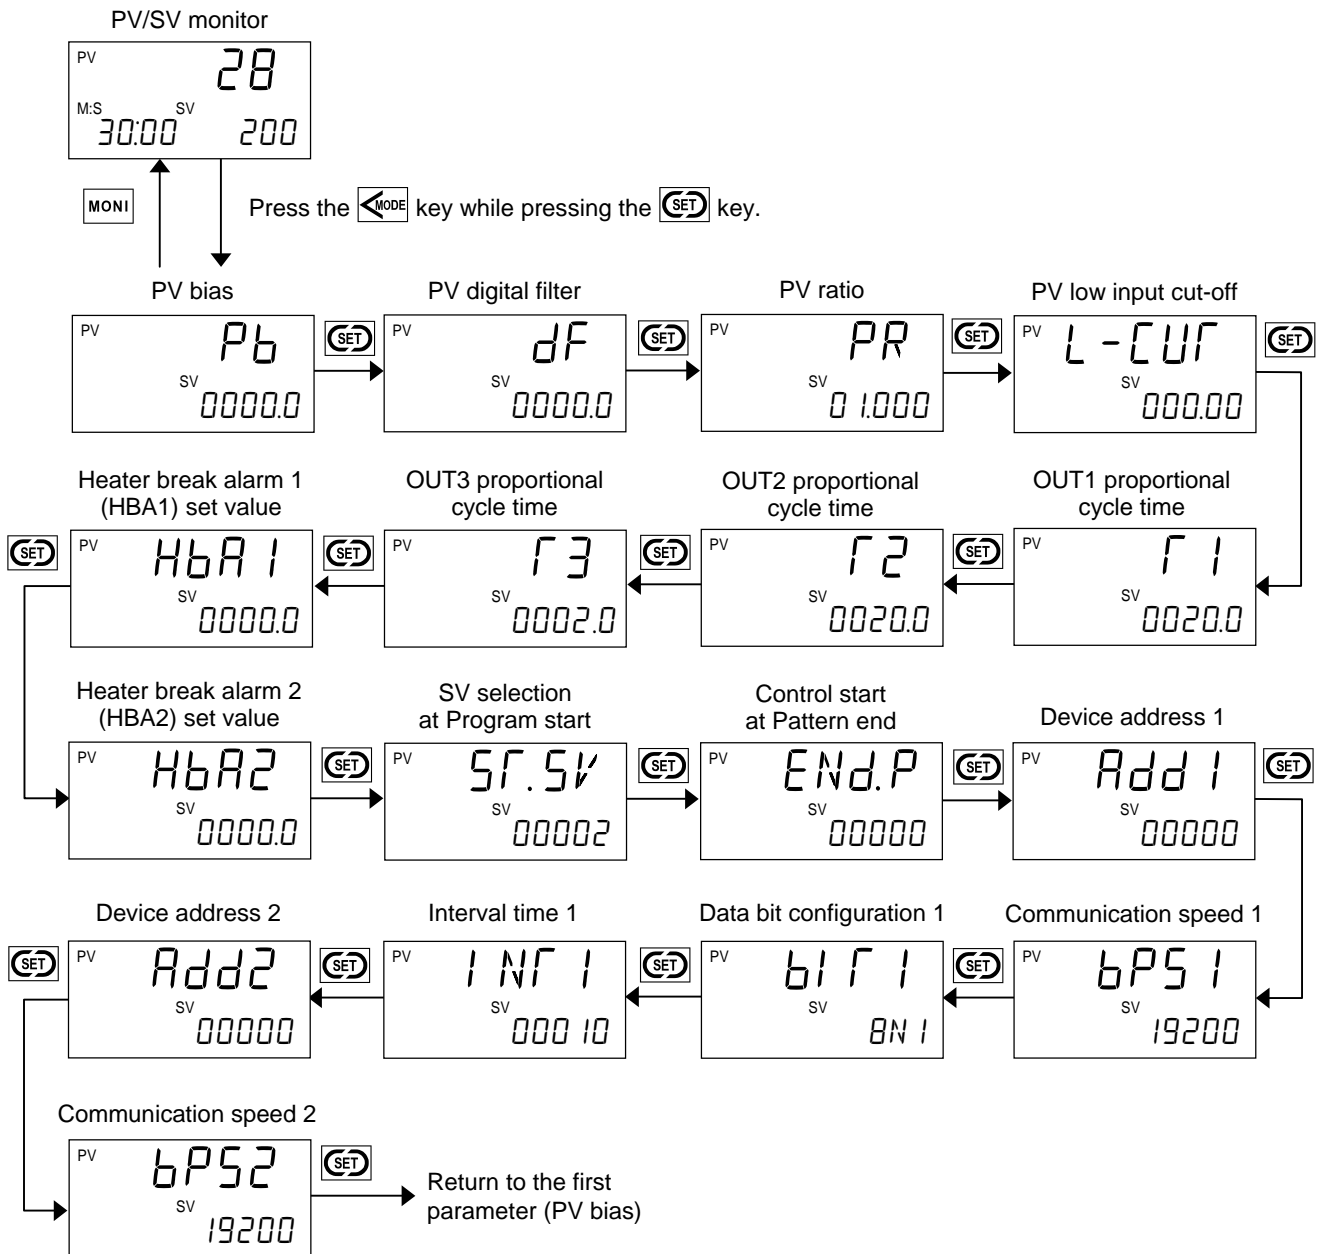 PV/SV monitor
PV 28
M:S SV
30:00 200
MONI
Press the <MODE key while pressing the SET key.
PV bias
PV Pb
SV
0000.0
SET
PV digital filter
PV dF
SV
0000.0
SET
PV ratio
PV PR
SV
01.000
SET
PV low input cut-off
PV L-CUT
SV
000.00
SET
OUT1 proportional
cycle time
PV T1
SV
0020.0
SET
OUT2 proportional
cycle time
PV T2
SV
0020.0
SET
OUT3 proportional
cycle time
PV T3
SV
0002.0
SET
Heater break alarm 1
(HBA1) set value
PV HbA1
SV
0000.0
SET
Heater break alarm 2
(HBA2) set value
PV HbA2
SV
0000.0
SET
SV selection
at Program start
PV ST.SV
SV
00002
SET
Control start
at Pattern end
PV ENd.P
SV
00000
SET
Device address 1
PV Add1
SV
00000
SET
Communication speed 1
PV bPS1
SV
19200
SET
Data bit configuration 1
PV bIT1
SV
8N1
SET
Interval time 1
PV INT1
SV
00010
SET
Device address 2
PV Add2
SV
00000
SET
Communication speed 2
PV bPS2
SV
19200
SET
Return to the first
parameter (PV bias)